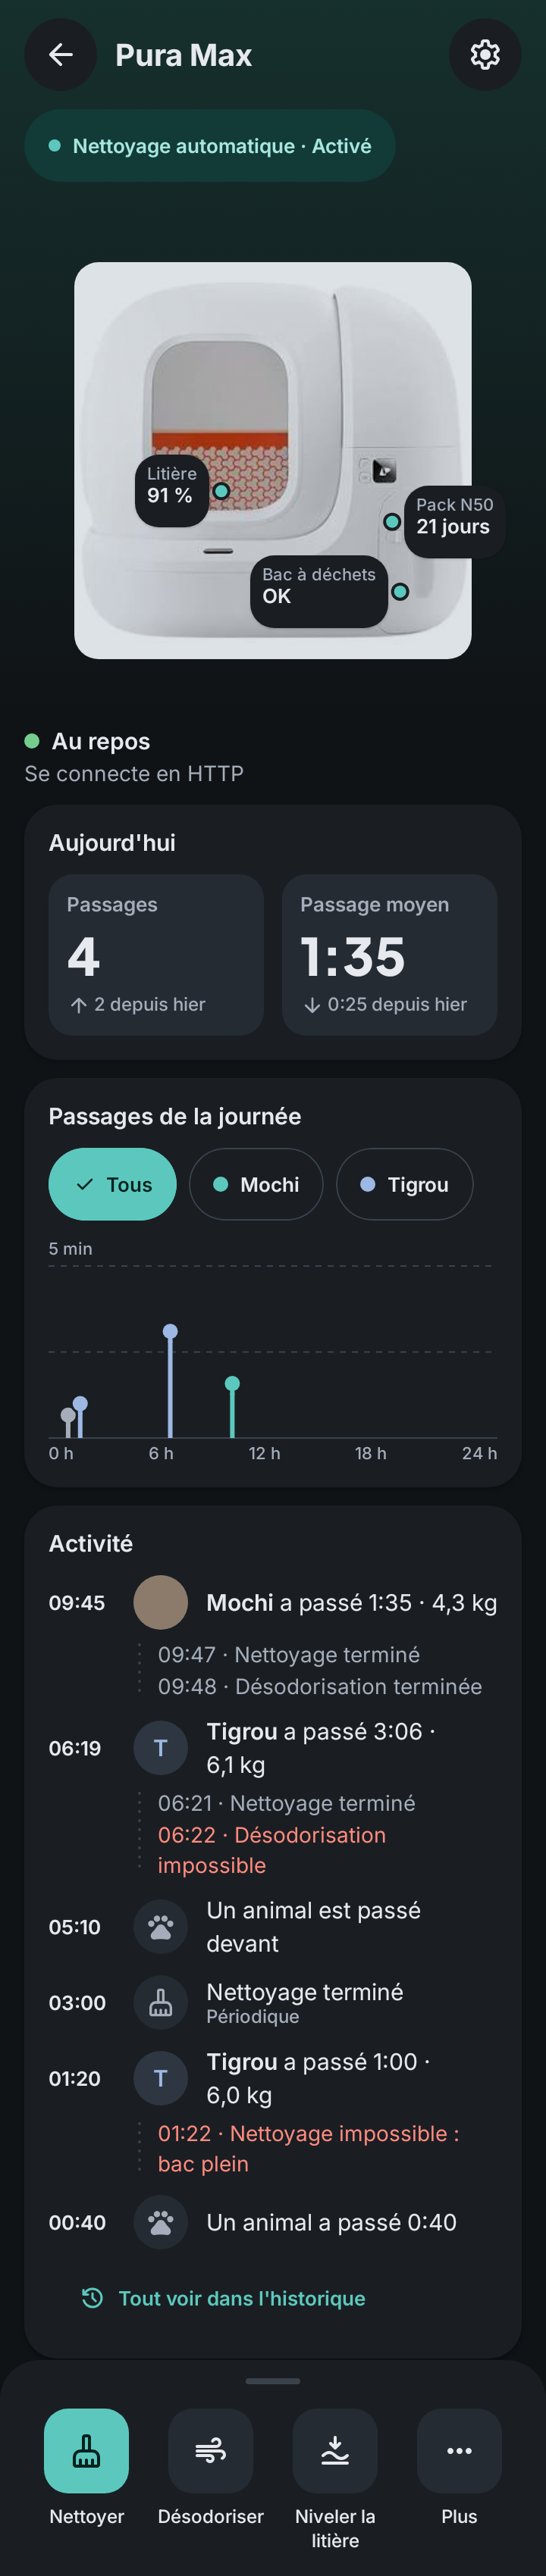 Pura Max
Nettoyage automatique · Activé
Litière
91 %
Pack N50
21 jours
Bac à déchets
OK
Au repos
Se connecte en HTTP
Aujourd'hui
Passages
4
2 depuis hier
Passage moyen
1:35
0:25 depuis hier
Passages de la journée
Tous
Mochi
Tigrou
5 min
0 h
6 h
12 h
18 h
24 h
Activité
09:45
Mochi a passé 1:35 · 4,3 kg
09:47 · Nettoyage terminé
09:48 · Désodorisation terminée
06:19
T
Tigrou a passé 3:06 ·
6,1 kg
06:21 · Nettoyage terminé
06:22 · Désodorisation
impossible
05:10
Un animal est passé
devant
03:00
Nettoyage terminé
Périodique
01:20
T
Tigrou a passé 1:00 ·
6,0 kg
01:22 · Nettoyage impossible :
bac plein
00:40
Un animal a passé 0:40
Tout voir dans l'historique
Nettoyer
Désodoriser
Niveler la
litière
Plus